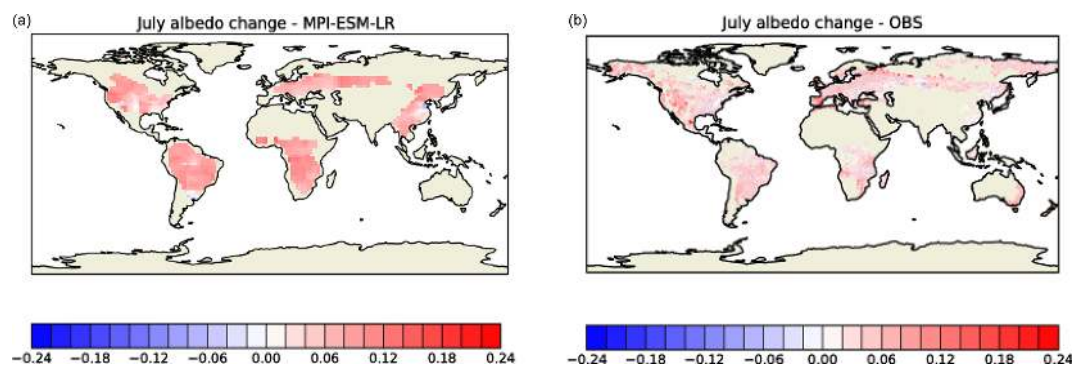 (a)
July albedo change - MPI-ESM-LR
−0.24 −0.18 −0.12 −0.06 0.00 0.06 0.12 0.18 0.24
(b)
July albedo change - OBS
−0.24 −0.18 −0.12 −0.06 0.00 0.06 0.12 0.18 0.24